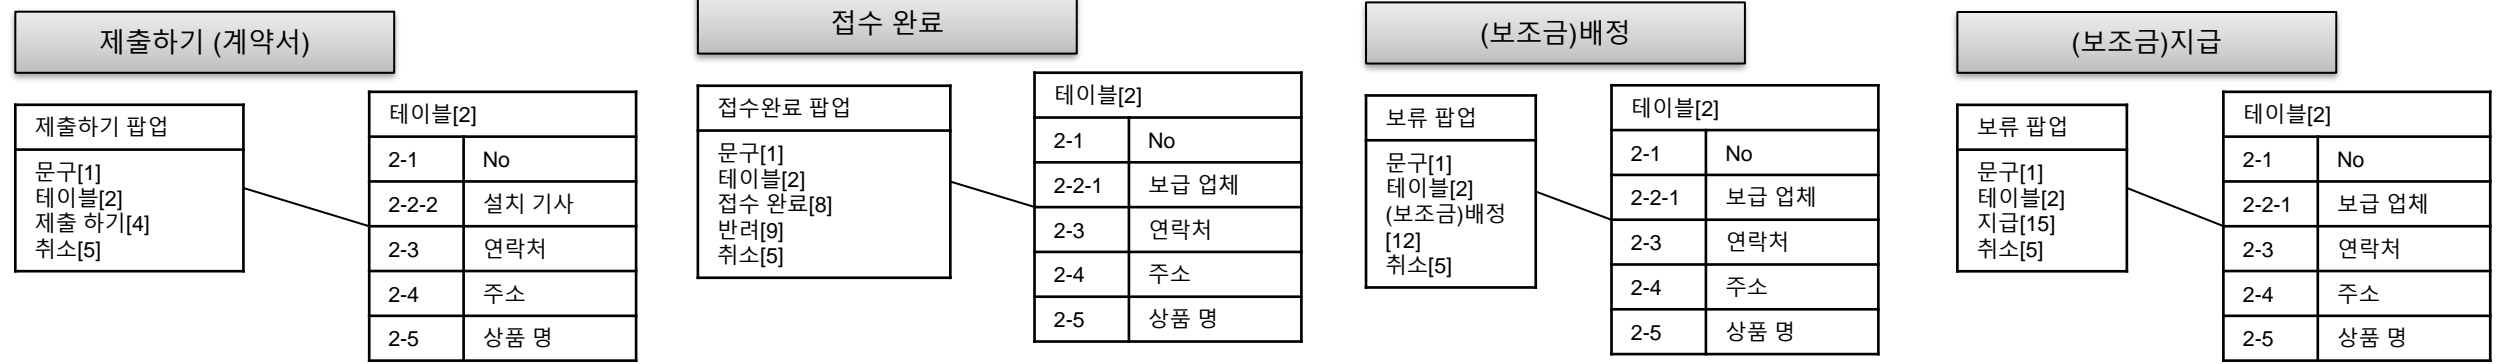 제출하기 (계약서)
제출하기 팝업
문구[1]
테이블[2]
제출 하기[4]
취소[5]
테이블[2]
2-1 No
2-2-2 설치 기사
2-3 연락처
2-4 주소
2-5 상품 명
접수 완료
접수완료 팝업
문구[1]
테이블[2]
접수 완료[8]
반려[9]
취소[5]
테이블[2]
2-1 No
2-2-1 보급 업체
2-3 연락처
2-4 주소
2-5 상품 명
(보조금)배정
보류 팝업
문구[1]
테이블[2]
(보조금)배정
[12]
취소[5]
테이블[2]
2-1 No
2-2-1 보급 업체
2-3 연락처
2-4 주소
2-5 상품 명
(보조금)지급
보류 팝업
문구[1]
테이블[2]
지급[15]
취소[5]
테이블[2]
2-1 No
2-2-1 보급 업체
2-3 연락처
2-4 주소
2-5 상품 명